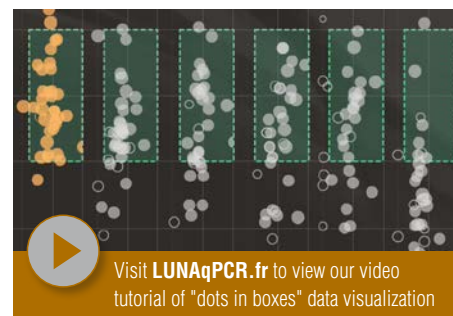 Visit LUNAqPCR.fr to view our video
tutorial of "dots in boxes" data visualization